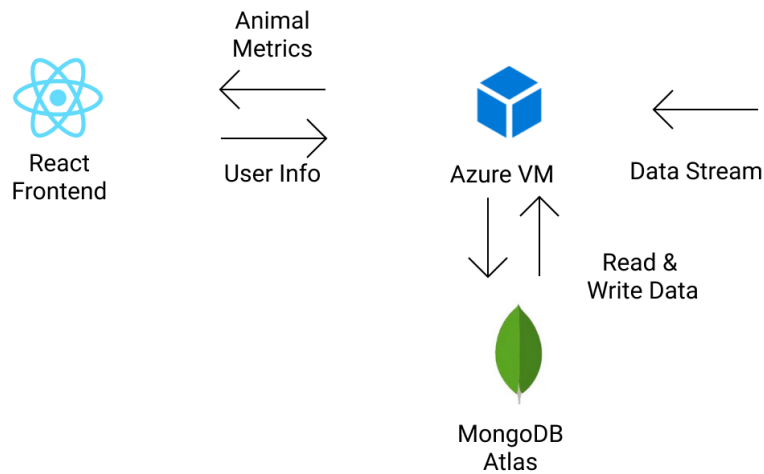 Animal
Metrics
React
Frontend
User Info
Azure VM
Data Stream
Read &
Write Data
MongoDB
Atlas